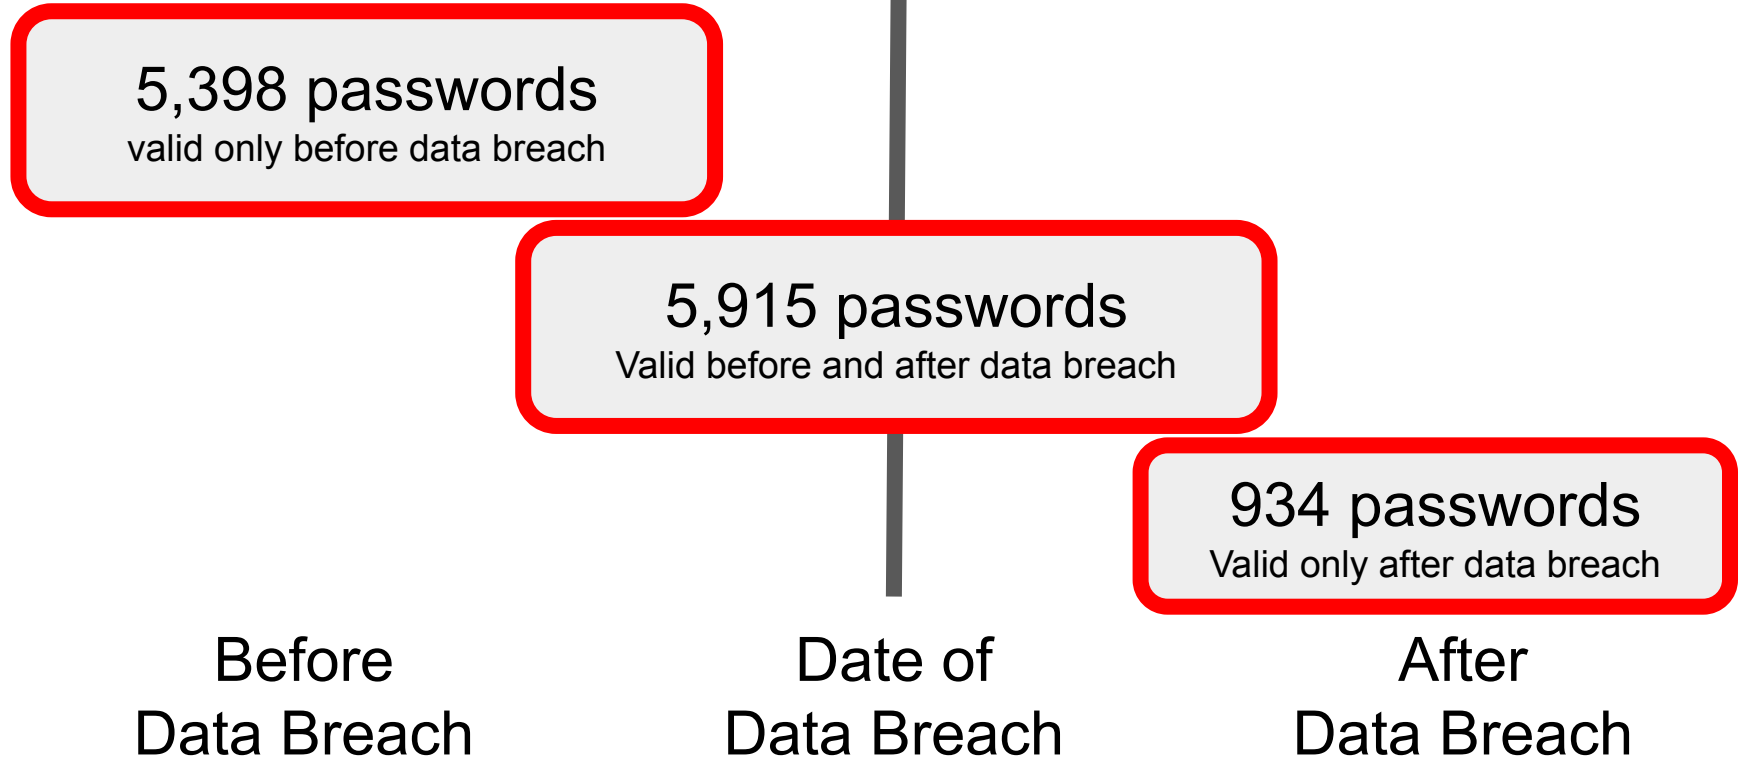 5,398 passwords
valid only before data breach
5,915 passwords
Valid before and after data breach
934 passwords
Valid only after data breach
Before
Data Breach
Date of
Data Breach
After
Data Breach